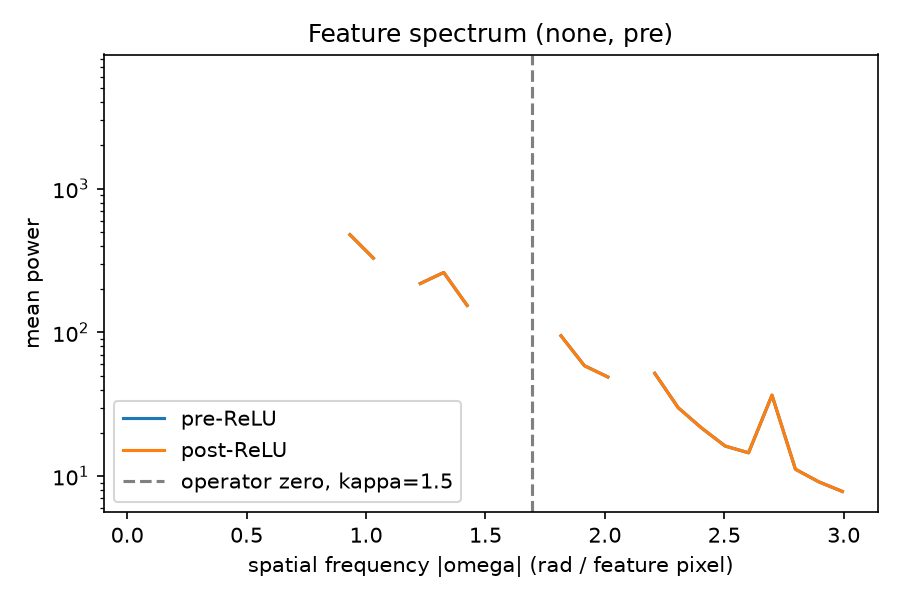 Feature spectrum (none, pre)
mean power
10³
10²
10¹
pre-ReLU
post-ReLU
operator zero, kappa=1.5
0.0 0.5 1.0 1.5 2.0 2.5 3.0
spatial frequency |omega| (rad / feature pixel)